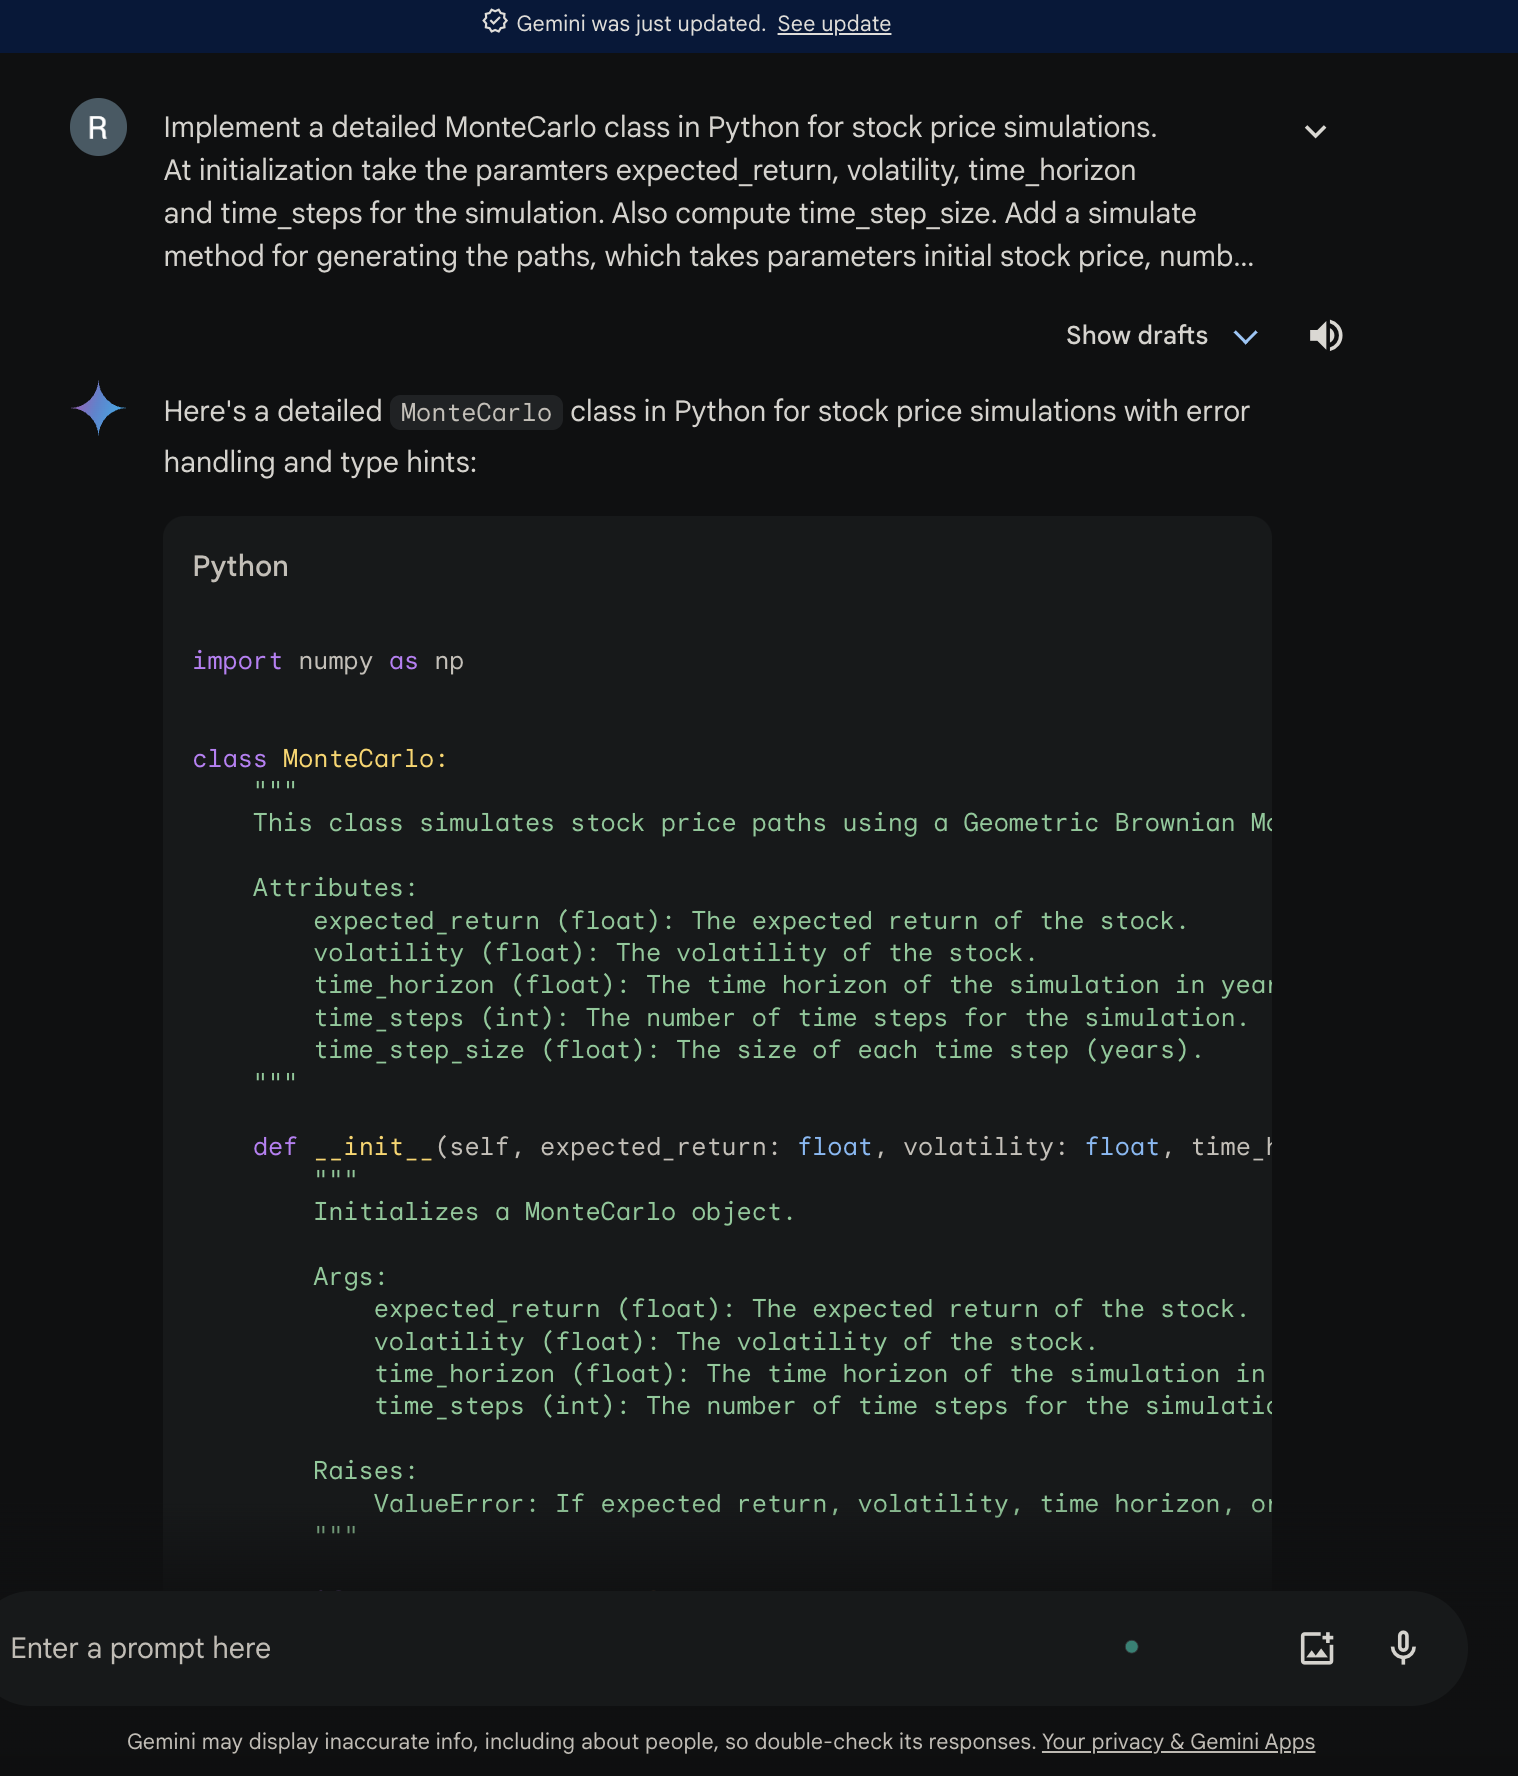 Gemini was just updated. See update
R
Implement a detailed MonteCarlo class in Python for stock price simulations.
At initialization take the paramters expected_return, volatility, time_horizon
and time_steps for the simulation. Also compute time_step_size. Add a simulate
method for generating the paths, which takes parameters initial stock price, numb...
Show drafts
Here's a detailed MonteCarlo class in Python for stock price simulations with error
handling and type hints:
Python
import numpy as np
class MonteCarlo:
"""
This class simulates stock price paths using a Geometric Brownian Mo
Attributes:
expected_return (float): The expected return of the stock.
volatility (float): The volatility of the stock.
time_horizon (float): The time horizon of the simulation in year
time_steps (int): The number of time steps for the simulation.
time_step_size (float): The size of each time step (years).
"""
def __init__(self, expected_return: float, volatility: float, time_h
"""
Initializes a MonteCarlo object.
Args:
expected_return (float): The expected return of the stock.
volatility (float): The volatility of the stock.
time_horizon (float): The time horizon of the simulation in
time_steps (int): The number of time steps for the simulatio
Raises:
ValueError: If expected return, volatility, time horizon, or
"""
Enter a prompt here
Gemini may display inaccurate info, including about people, so double-check its responses. Your privacy & Gemini Apps